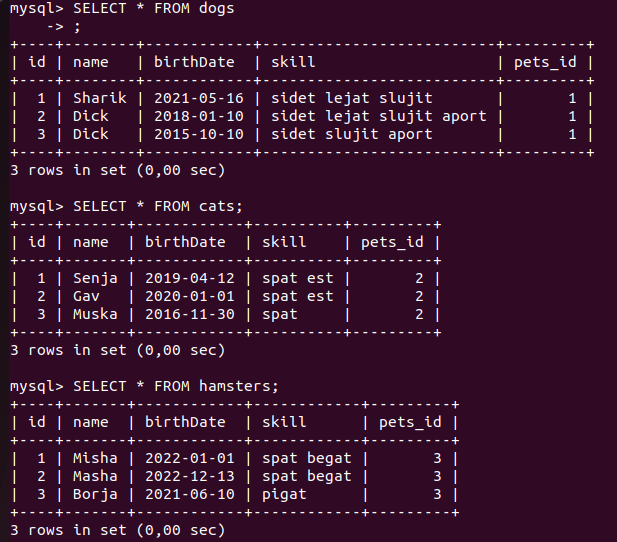 mysql> SELECT * FROM dogs
    -> ;
+----+--------+------------+--------------------------+---------+
| id | name   | birthDate  | skill                    | pets_id |
+----+--------+------------+--------------------------+---------+
|  1 | Sharik | 2021-05-16 | sidet lejat slujit       |       1 |
|  2 | Dick   | 2018-01-10 | sidet lejat slujit aport |       1 |
|  3 | Dick   | 2015-10-10 | sidet slujit aport       |       1 |
+----+--------+------------+--------------------------+---------+
3 rows in set (0,00 sec)

mysql> SELECT * FROM cats;
+----+-------+------------+----------+---------+
| id | name  | birthDate  | skill    | pets_id |
+----+-------+------------+----------+---------+
|  1 | Senja | 2019-04-12 | spat est |       2 |
|  2 | Gav   | 2020-01-01 | spat est |       2 |
|  3 | Muska | 2016-11-30 | spat     |       2 |
+----+-------+------------+----------+---------+
3 rows in set (0,00 sec)

mysql> SELECT * FROM hamsters;
+----+-------+------------+------------+---------+
| id | name  | birthDate  | skill      | pets_id |
+----+-------+------------+------------+---------+
|  1 | Misha | 2022-01-01 | spat begat |       3 |
|  2 | Masha | 2022-12-13 | spat begat |       3 |
|  3 | Borja | 2021-06-10 | pigat      |       3 |
+----+-------+------------+------------+---------+
3 rows in set (0,00 sec)